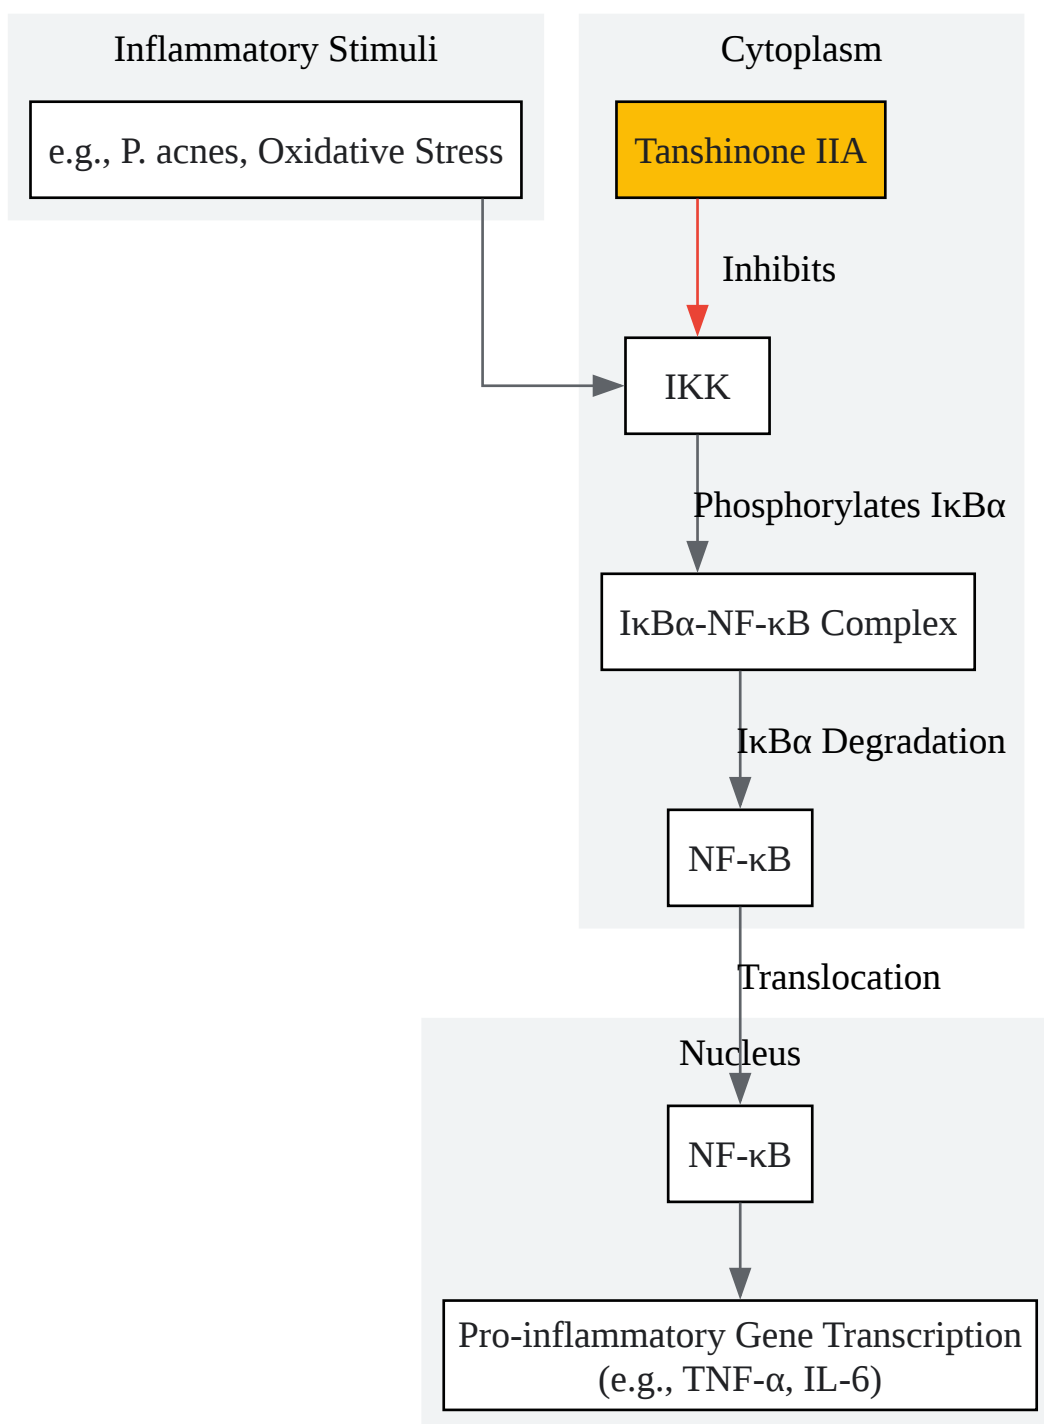 Inflammatory Stimuli
e.g., P. acnes, Oxidative Stress
Cytoplasm
Tanshinone IIA
Inhibits
IKK
Phosphorylates IκBα
IκBα-NF-κB Complex
IκBα Degradation
NF-κB
Translocation
Nucleus
NF-κB
Pro-inflammatory Gene Transcription
(e.g., TNF-α, IL-6)